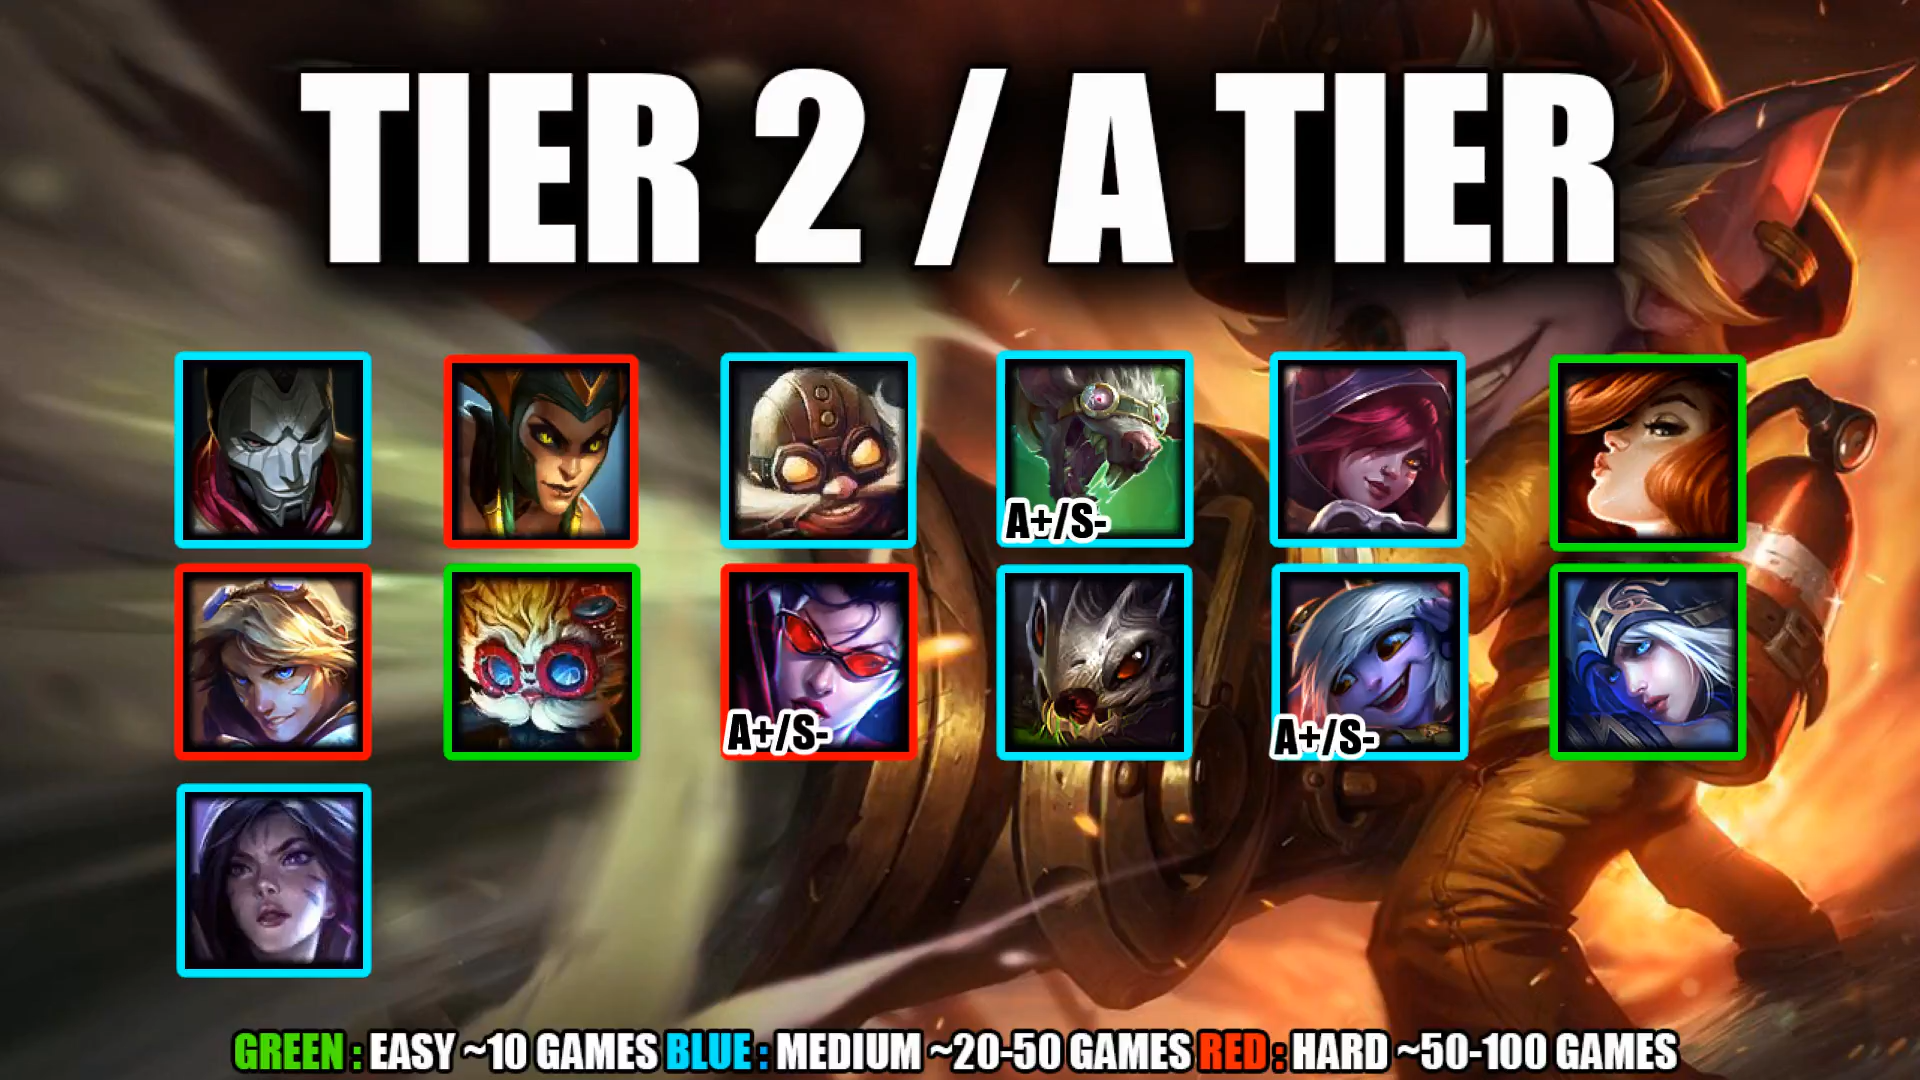 TIER 2 / A TIER
A+/S-
A+/S-
A+/S-
GREEN : EASY ~10 GAMES BLUE : MEDIUM ~20-50 GAMES RED : HARD ~50-100 GAMES